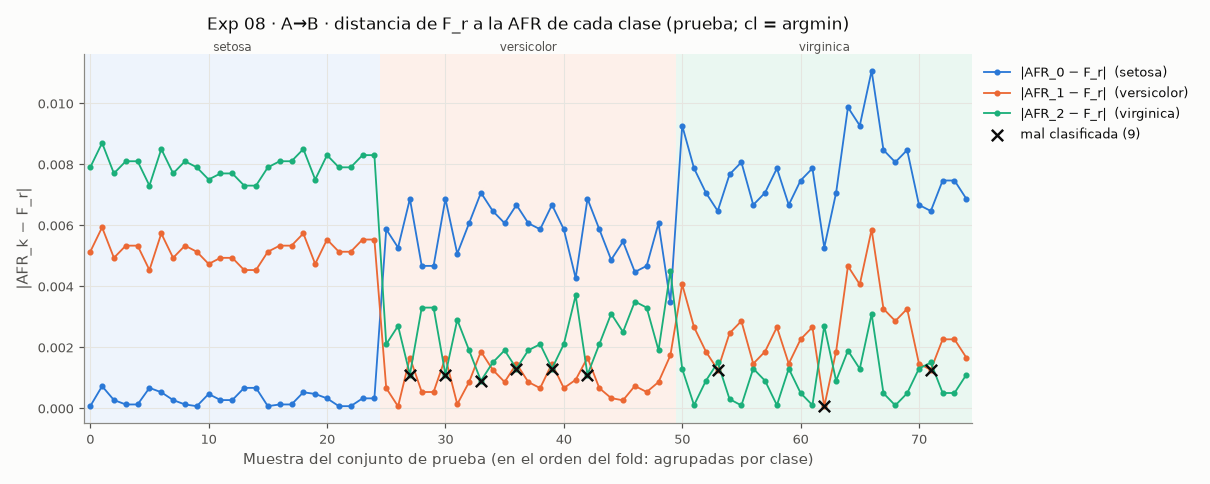 Exp 08 · A→B · distancia de F_r a la AFR de cada clase (prueba; cl = argmin)
setosa
versicolor
virginica
|AFR_0 − F_r| (setosa)
|AFR_1 − F_r| (versicolor)
|AFR_2 − F_r| (virginica)
mal clasificada (9)
|AFR_k − F_r|
0.010
0.008
0.006
0.004
0.002
0.000
0
10
20
30
40
50
60
70
Muestra del conjunto de prueba (en el orden del fold: agrupadas por clase)